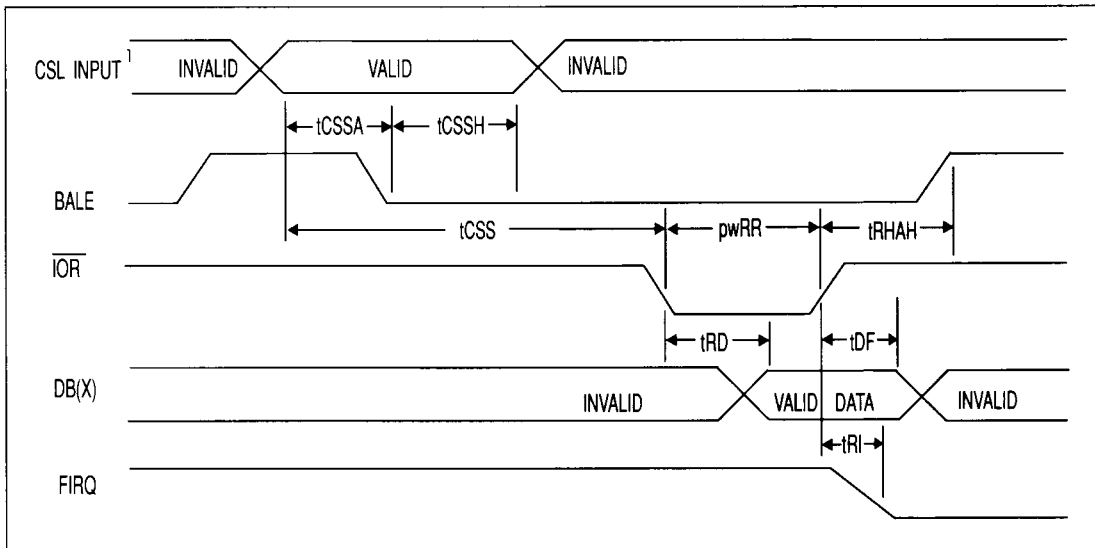 CSL INPUT 1 INVALID VALID INVALID
tCSSA tCSSH
BALE
tCSS pwRR tRHAH
IOR
tRD tDF
DB(X) INVALID VALID DATA INVALID
tRI
FIRQ